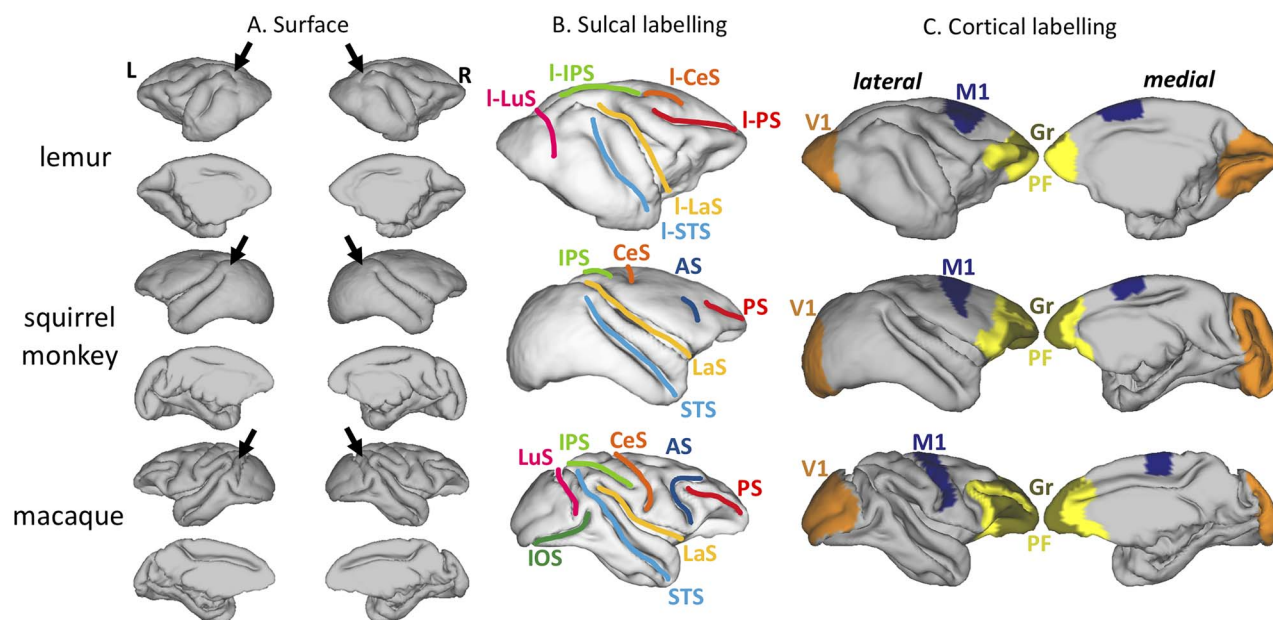 A. Surface
L
R
lemur
squirrel
monkey
macaque
B. Sulcal labelling
l-IPS
l-CeS
l-LuS
l-PS
l-LaS
l-STS
IPS
CeS
AS
PS
LaS
STS
LuS
IPS
CeS
AS
PS
LaS
IOS
STS
C. Cortical labelling
lateral
medial
M1
V1
Gr
PF
M1
V1
Gr
PF
M1
V1
Gr
PF